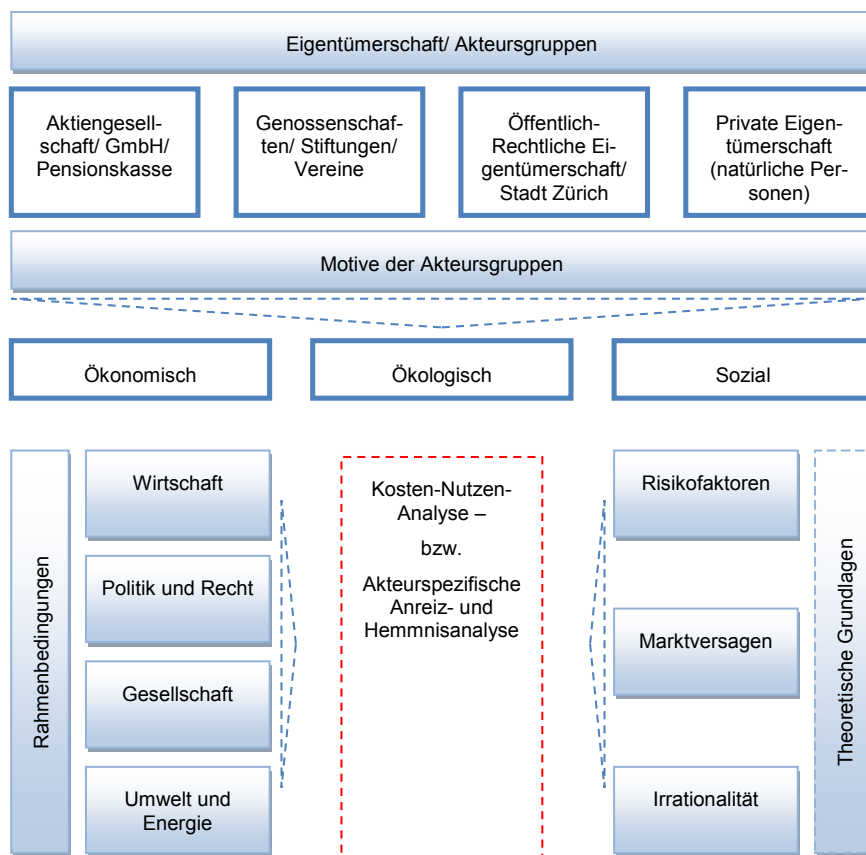 Eigentümerschaft/ Akteursgruppen
Aktiengesell-
schaft/ GmbH/
Pensionskasse
Genossenschaf-
ten/ Stiftungen/
Vereine
Öffentlich-
Rechtliche Ei-
gentümerschaft/
Stadt Zürich
Private Eigen-
tümerschaft
(natürliche Per-
sonen)
Motive der Akteursgruppen
Ökonomisch
Ökologisch
Sozial
Rahmenbedingungen
Wirtschaft
Politik und Recht
Gesellschaft
Umwelt und
Energie
Kosten-Nutzen-
Analyse –
bzw.
Akteurspezifische
Anreiz- und
Hemmnisanalyse
Risikofaktoren
Marktversagen
Irrationalität
Theoretische Grundlagen